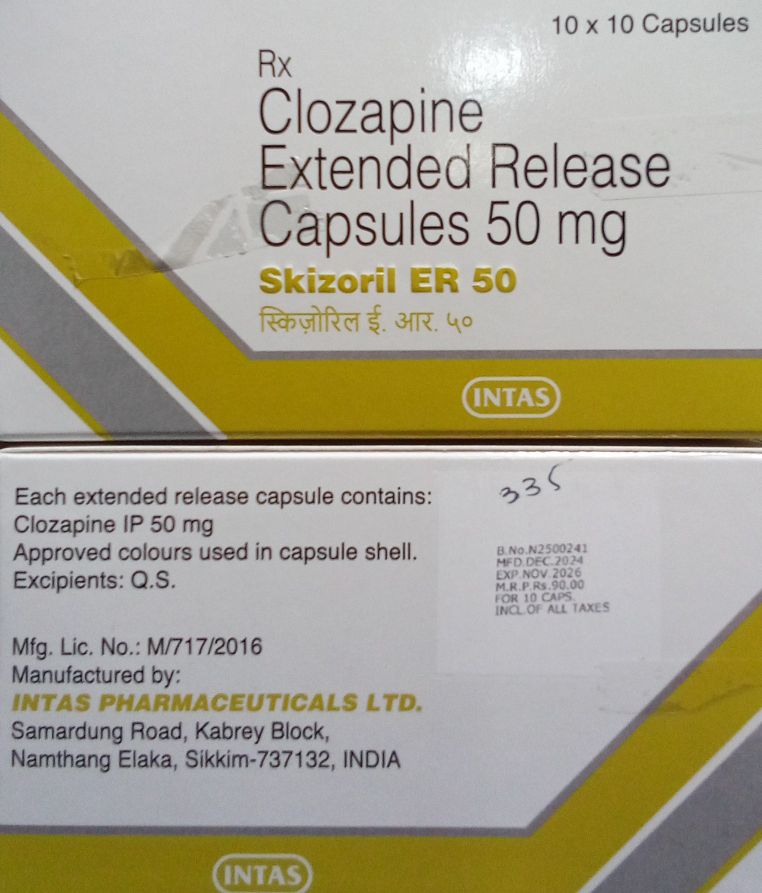 10 x 10 Capsules
Rx
Clozapine
Extended Release
Capsules 50 mg
Skizoril ER 50
स्किज़ोरिल ई. आर. ५०
INTAS
Each extended release capsule contains:
Clozapine IP 50 mg
Approved colours used in capsule shell.
Excipients: Q.S.
335
B.No.N2500241
MFD.DEC.2024
EXP.NOV.2026
M.R.P.Rs.90.00
FOR 10 CAPS.
INCL.OF ALL TAXES
Mfg. Lic. No.: M/717/2016
Manufactured by:
INTAS PHARMACEUTICALS LTD.
Samardung Road, Kabrey Block,
Namthang Elaka, Sikkim-737132, INDIA
INTAS